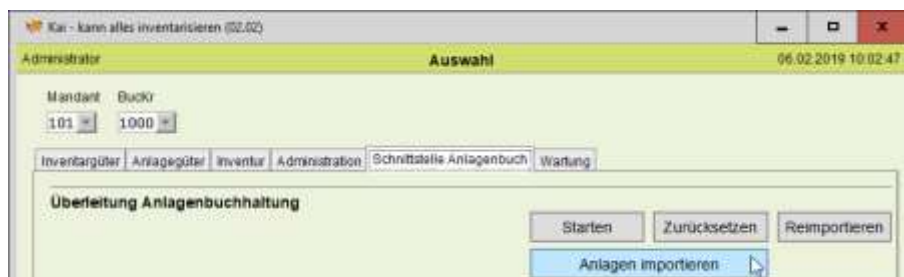 Kai - kann alles inventarisieren (02.02)
Administrator Auswahl 06.02.2019 10:02:47
Mandant BucKr
101 1000
Inventargüter Anlagegüter Inventur Administration Schnittstelle Anlagenbuch Wartung
Überleitung Anlagenbuchhaltung
Starten Zurücksetzen Reimportieren
Anlagen importieren